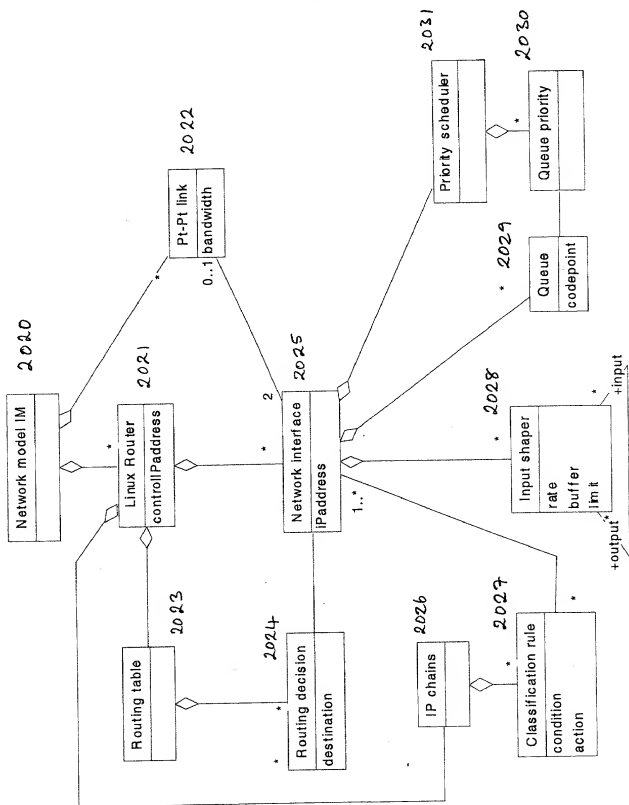 2020
Network model IM
2022
Pt-Pt link
bandwidth
*
0..1
2021
Linux Router
controlIPaddress
*
2023
Routing table
2025
Network interface
iPaddress
2
*
1..*
2024
Routing decision
destination
*
*
2026
IP chains
2027
Classification rule
condition
action
*
*
2028
Input shaper
rate
buffer
limit
*
+input
*
+output
*
2029
Queue
codepoint
*
2031
Priority scheduler
2030
Queue priority
*